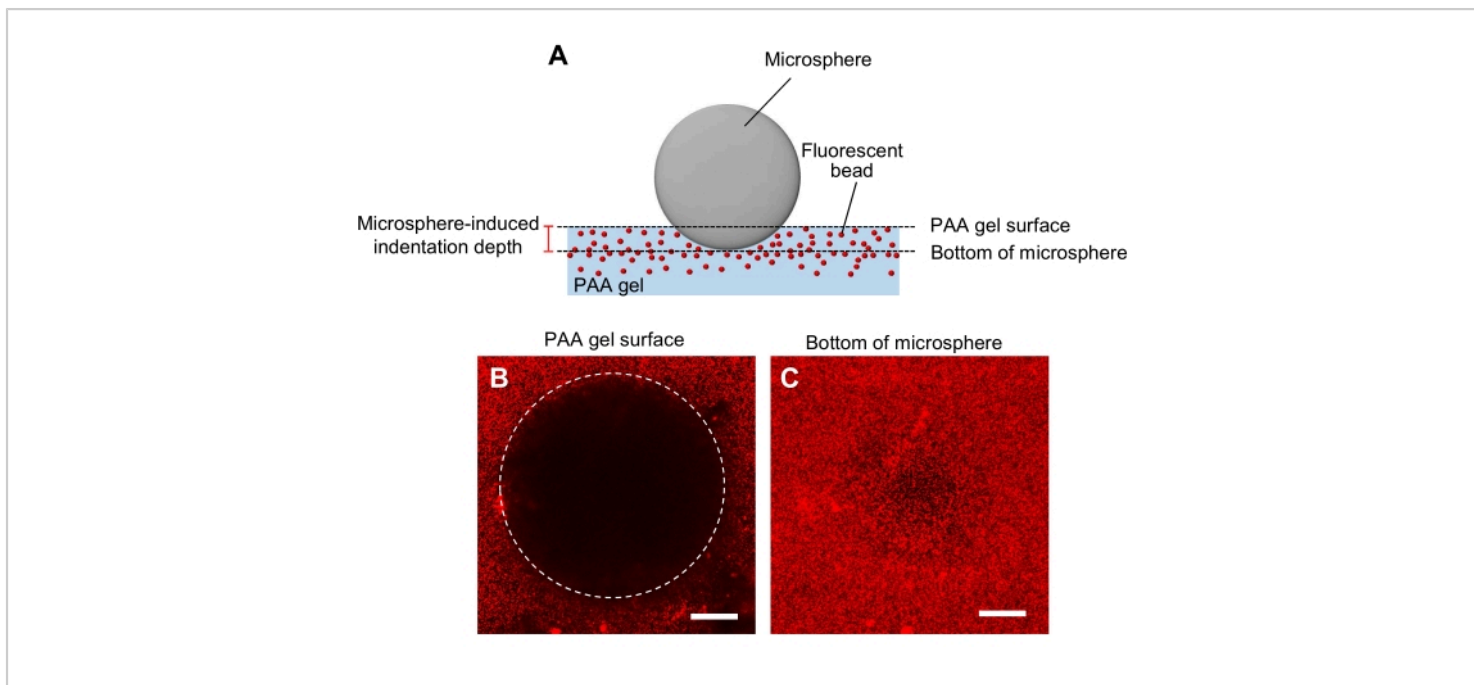 A
Microsphere
Fluorescent
bead
Microsphere-induced
indentation depth
PAA gel surface
Bottom of microsphere
PAA gel
PAA gel surface
Bottom of microsphere
B
C